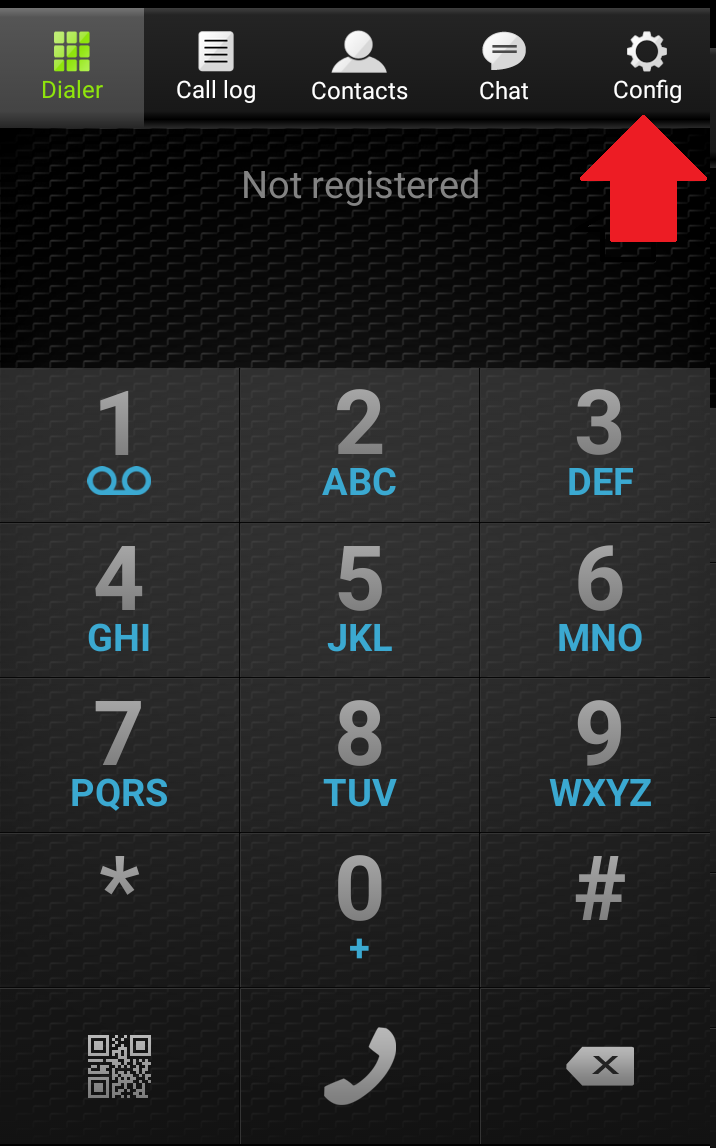 Dialer Call log Contacts Chat Config
Not registered
1 2 3
ABC DEF
4 5 6
GHI JKL MNO
7 8 9
PQRS TUV WXYZ
* 0 #
+